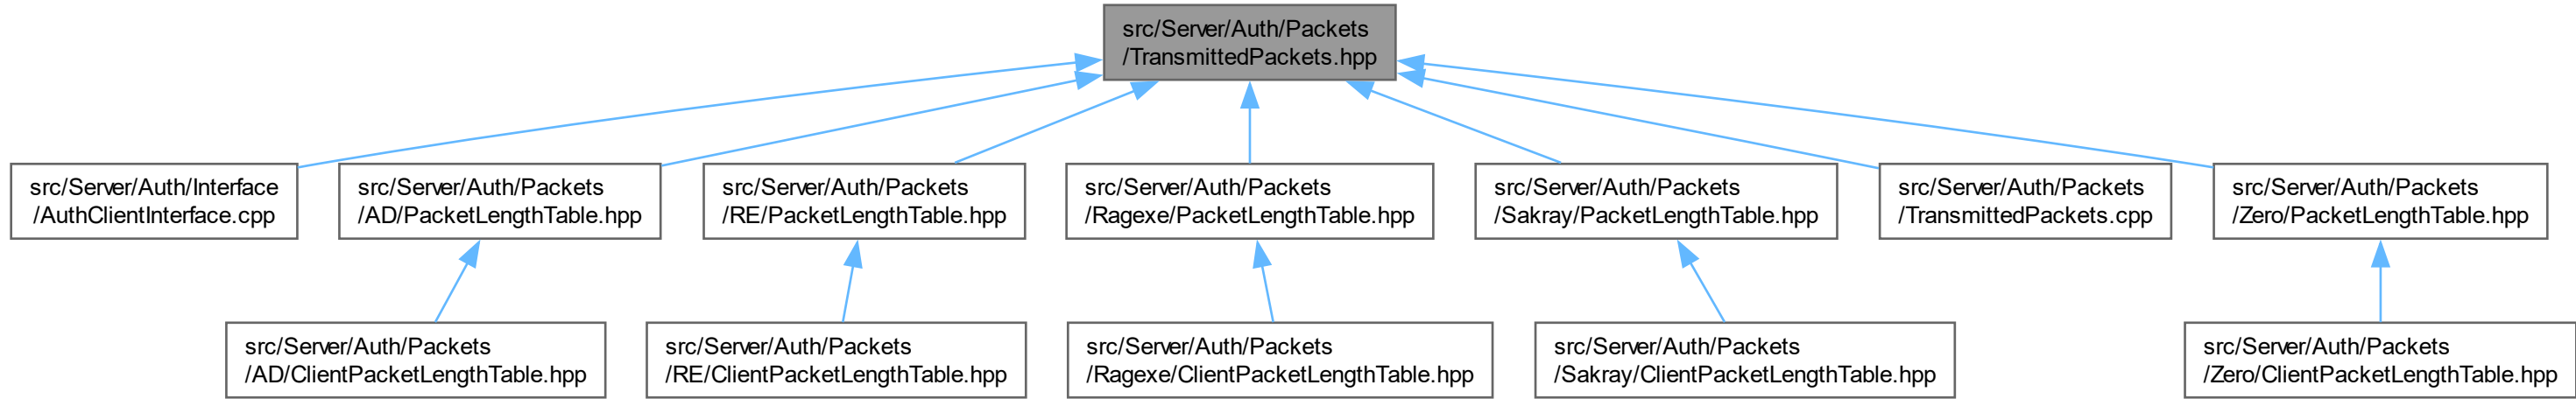 src/Server/Auth/Packets
/TransmittedPackets.hpp
src/Server/Auth/Interface
/AuthClientInterface.cpp
src/Server/Auth/Packets
/AD/PacketLengthTable.hpp
src/Server/Auth/Packets
/RE/PacketLengthTable.hpp
src/Server/Auth/Packets
/Ragexe/PacketLengthTable.hpp
src/Server/Auth/Packets
/Sakray/PacketLengthTable.hpp
src/Server/Auth/Packets
/TransmittedPackets.cpp
src/Server/Auth/Packets
/Zero/PacketLengthTable.hpp
src/Server/Auth/Packets
/AD/ClientPacketLengthTable.hpp
src/Server/Auth/Packets
/RE/ClientPacketLengthTable.hpp
src/Server/Auth/Packets
/Ragexe/ClientPacketLengthTable.hpp
src/Server/Auth/Packets
/Sakray/ClientPacketLengthTable.hpp
src/Server/Auth/Packets
/Zero/ClientPacketLengthTable.hpp